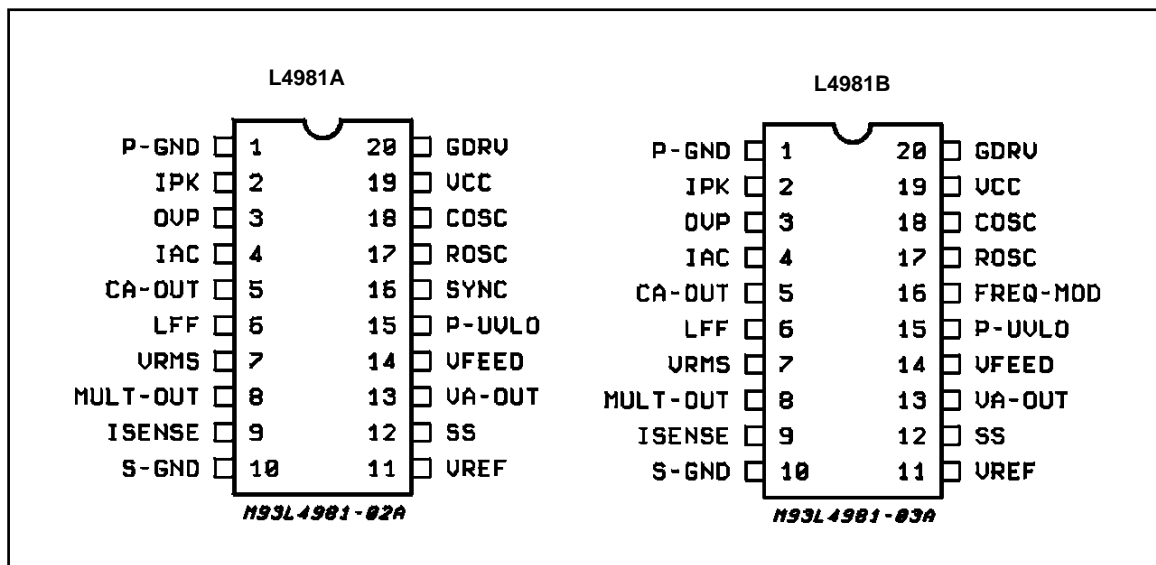 L4981A
P-GND 1 20 GDRV
IPK 2 19 VCC
OVP 3 18 COSC
IAC 4 17 ROSC
CA-OUT 5 16 SYNC
LFF 6 15 P-UVLO
VRMS 7 14 VFEED
MULT-OUT 8 13 VA-OUT
ISENSE 9 12 SS
S-GND 10 11 VREF
M93L4981-02A
L4981B
P-GND 1 20 GDRV
IPK 2 19 VCC
OVP 3 18 COSC
IAC 4 17 ROSC
CA-OUT 5 16 FREQ-MOD
LFF 6 15 P-UVLO
VRMS 7 14 VFEED
MULT-OUT 8 13 VA-OUT
ISENSE 9 12 SS
S-GND 10 11 VREF
M93L4981-03A